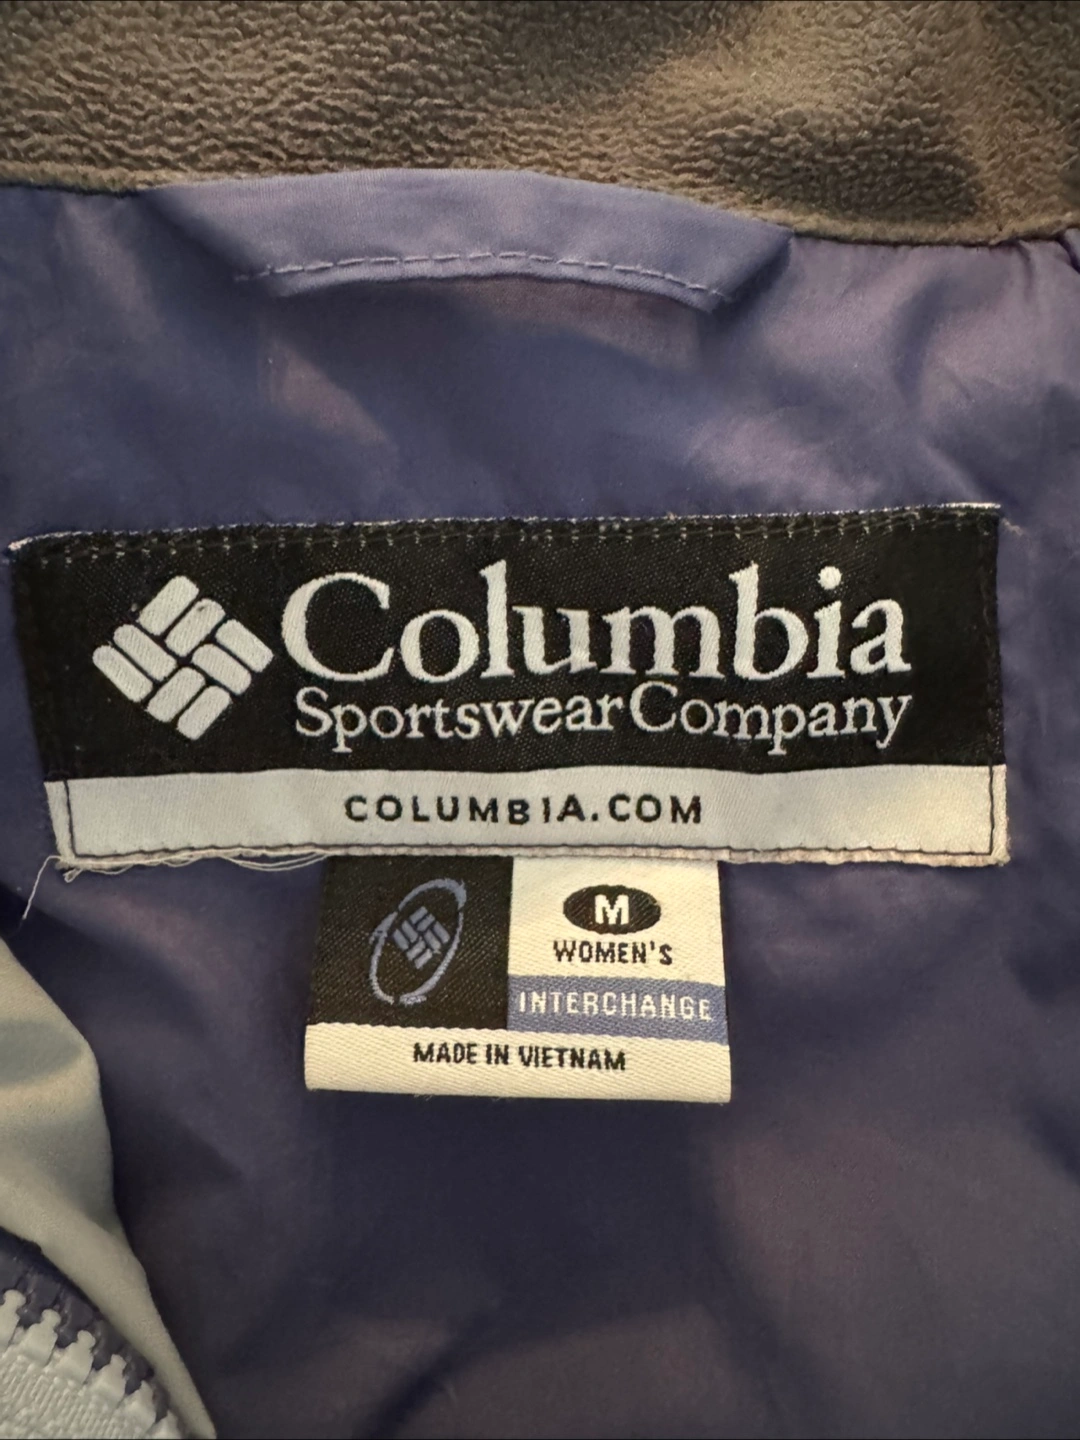 Columbia
Sportswear Company
COLUMBIA.COM
M
WOMEN'S
INTERCHANGE
MADE IN VIETNAM